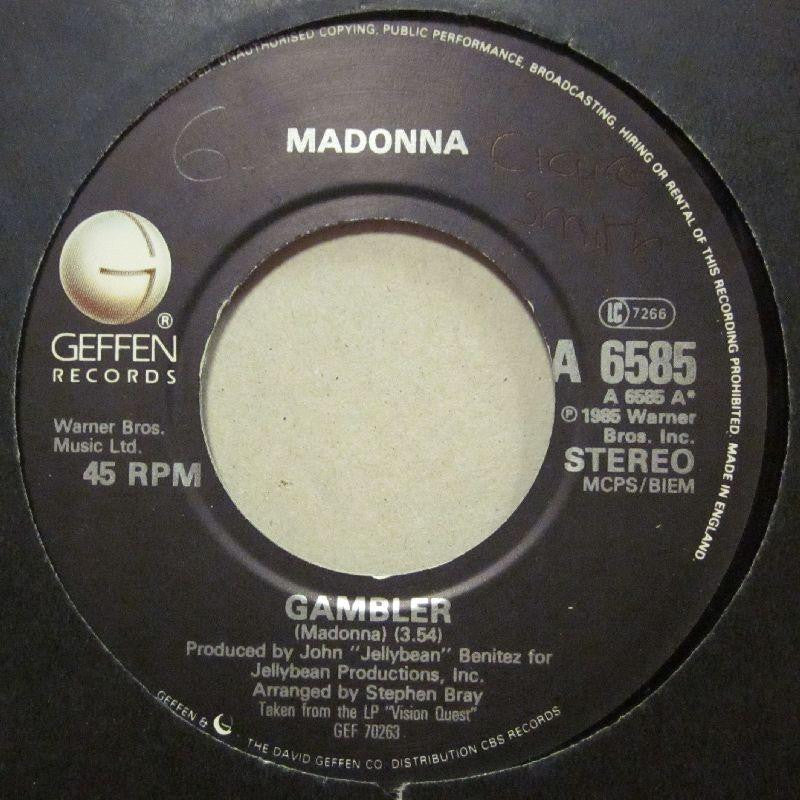 UNAUTHORISED COPYING, PUBLIC PERFORMANCE, BROADCASTING, HIRING OR RENTAL OF THIS RECORDING PROHIBITED. MADE IN ENGLAND.
6
MADONNA
Claire
Smith
LC 7266
G
GEFFEN®
RECORDS
A 6585
A 6585 A*
℗ 1985 Warner
Bros. Inc.
Warner Bros.
Music Ltd.
45 RPM
STEREO
MCPS/BIEM
GAMBLER
(Madonna) (3.54)
Produced by John "Jellybean" Benitez for
Jellybean Productions, Inc.
Arranged by Stephen Bray
Taken from the LP "Vision Quest"
GEF 70263
GEFFEN & G THE DAVID GEFFEN CO. DISTRIBUTION CBS RECORDS